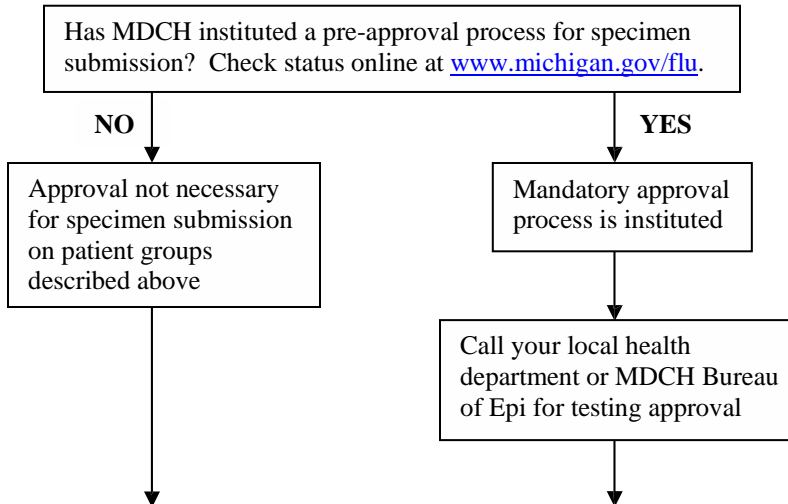 Has MDCH instituted a pre-approval process for specimen
submission?  Check status online at www.michigan.gov/flu.
NO
YES
Approval not necessary
for specimen submission
on patient groups
described above
Mandatory approval
process is instituted
Call your local health
department or MDCH Bureau
of Epi for testing approval